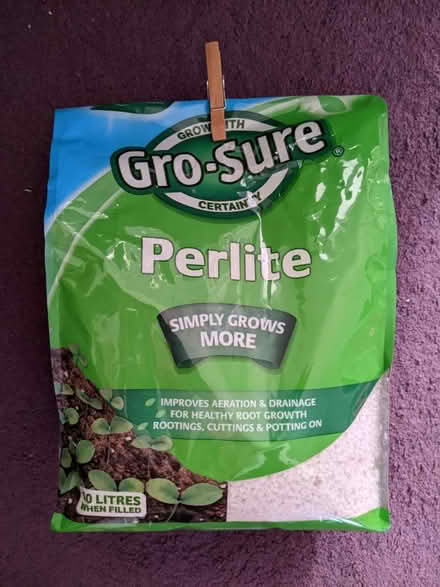 GROW WITH
Gro-Sure®
CERTAINTY
Perlite
SIMPLY GROWS
MORE
IMPROVES AERATION & DRAINAGE
FOR HEALTHY ROOT GROWTH
ROOTINGS, CUTTINGS & POTTING ON
10 LITRES
WHEN FILLED